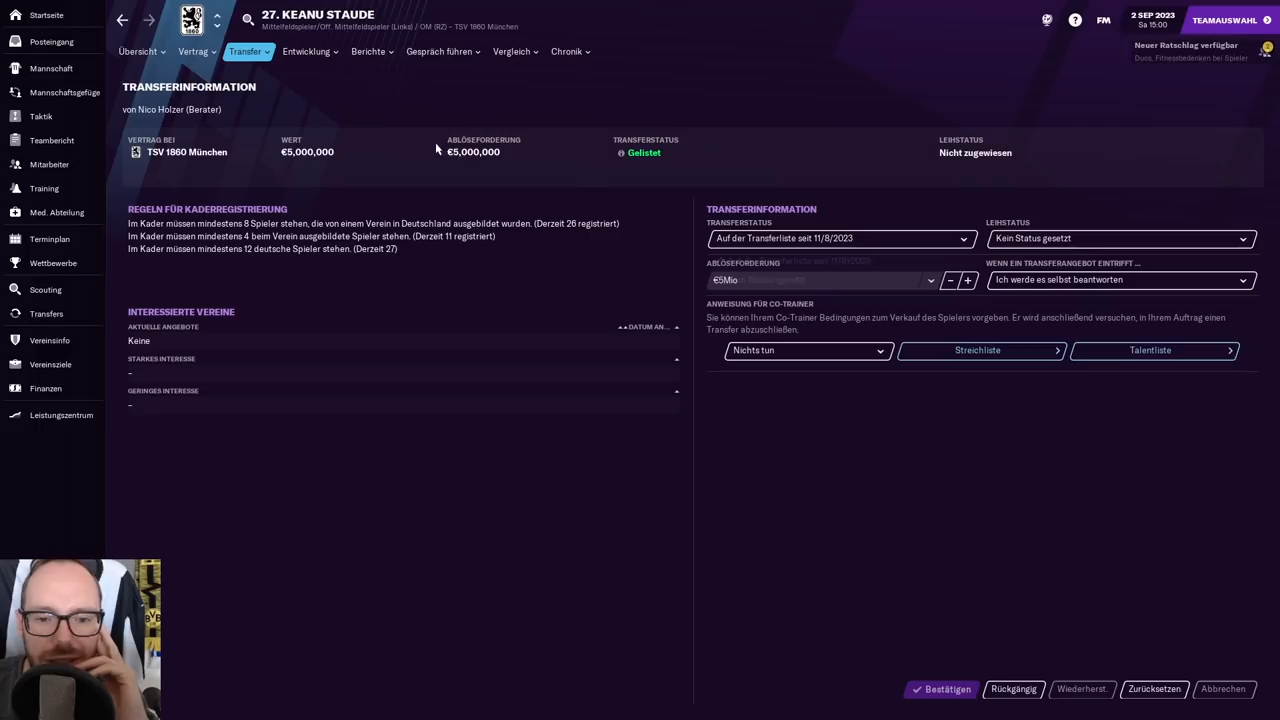 Startseite
Posteingang
Mannschaft
Mannschaftsgefüge
Taktik
Teambericht
Mitarbeiter
Training
Med. Abteilung
Terminplan
Wettbewerbe
Scouting
Transfers
Vereinsinfo
Vereinsziele
Finanzen
Leistungszentrum
1860
27. KEANU STAUDE
Mittelfeldspieler/Off. Mittelfeldspieler (Links) / OM (RZ) - TSV 1860 München
FM
2 SEP 2023
Sa 15:00
TEAMAUSWAHL
Neuer Ratschlag verfügbar
Duos, Fitnessbedenken bei Spieler
Übersicht
Vertrag
Transfer
Entwicklung
Berichte
Gespräch führen
Vergleich
Chronik
TRANSFERINFORMATION
von Nico Holzer (Berater)
VERTRAG BEI
TSV 1860 München
WERT
€5,000,000
ABLÖSEFORDERUNG
€5,000,000
TRANSFERSTATUS
Gelistet
LEIHSTATUS
Nicht zugewiesen
REGELN FÜR KADERREGISTRIERUNG
Im Kader müssen mindestens 8 Spieler stehen, die von einem Verein in Deutschland ausgebildet wurden. (Derzeit 26 registriert)
Im Kader müssen mindestens 4 beim Verein ausgebildete Spieler stehen. (Derzeit 11 registriert)
Im Kader müssen mindestens 12 deutsche Spieler stehen. (Derzeit 27)
INTERESSIERTE VEREINE
AKTUELLE ANGEBOTE
DATUM AN...
Keine
STARKES INTERESSE
-
GERINGES INTERESSE
-
TRANSFERINFORMATION
TRANSFERSTATUS
Auf der Transferliste seit 11/8/2023
LEIHSTATUS
Kein Status gesetzt
ABLÖSEFORDERUNG
€5Mio
WENN EIN TRANSFERANGEBOT EINTRIFFT ...
Ich werde es selbst beantworten
ANWEISUNG FÜR CO-TRAINER
Sie können Ihrem Co-Trainer Bedingungen zum Verkauf des Spielers vorgeben. Er wird anschließend versuchen, in Ihrem Auftrag einen
Transfer abzuschließen.
Nichts tun
Streichliste
Talentliste
Bestätigen
Rückgängig
Wiederherst.
Zurücksetzen
Abbrechen